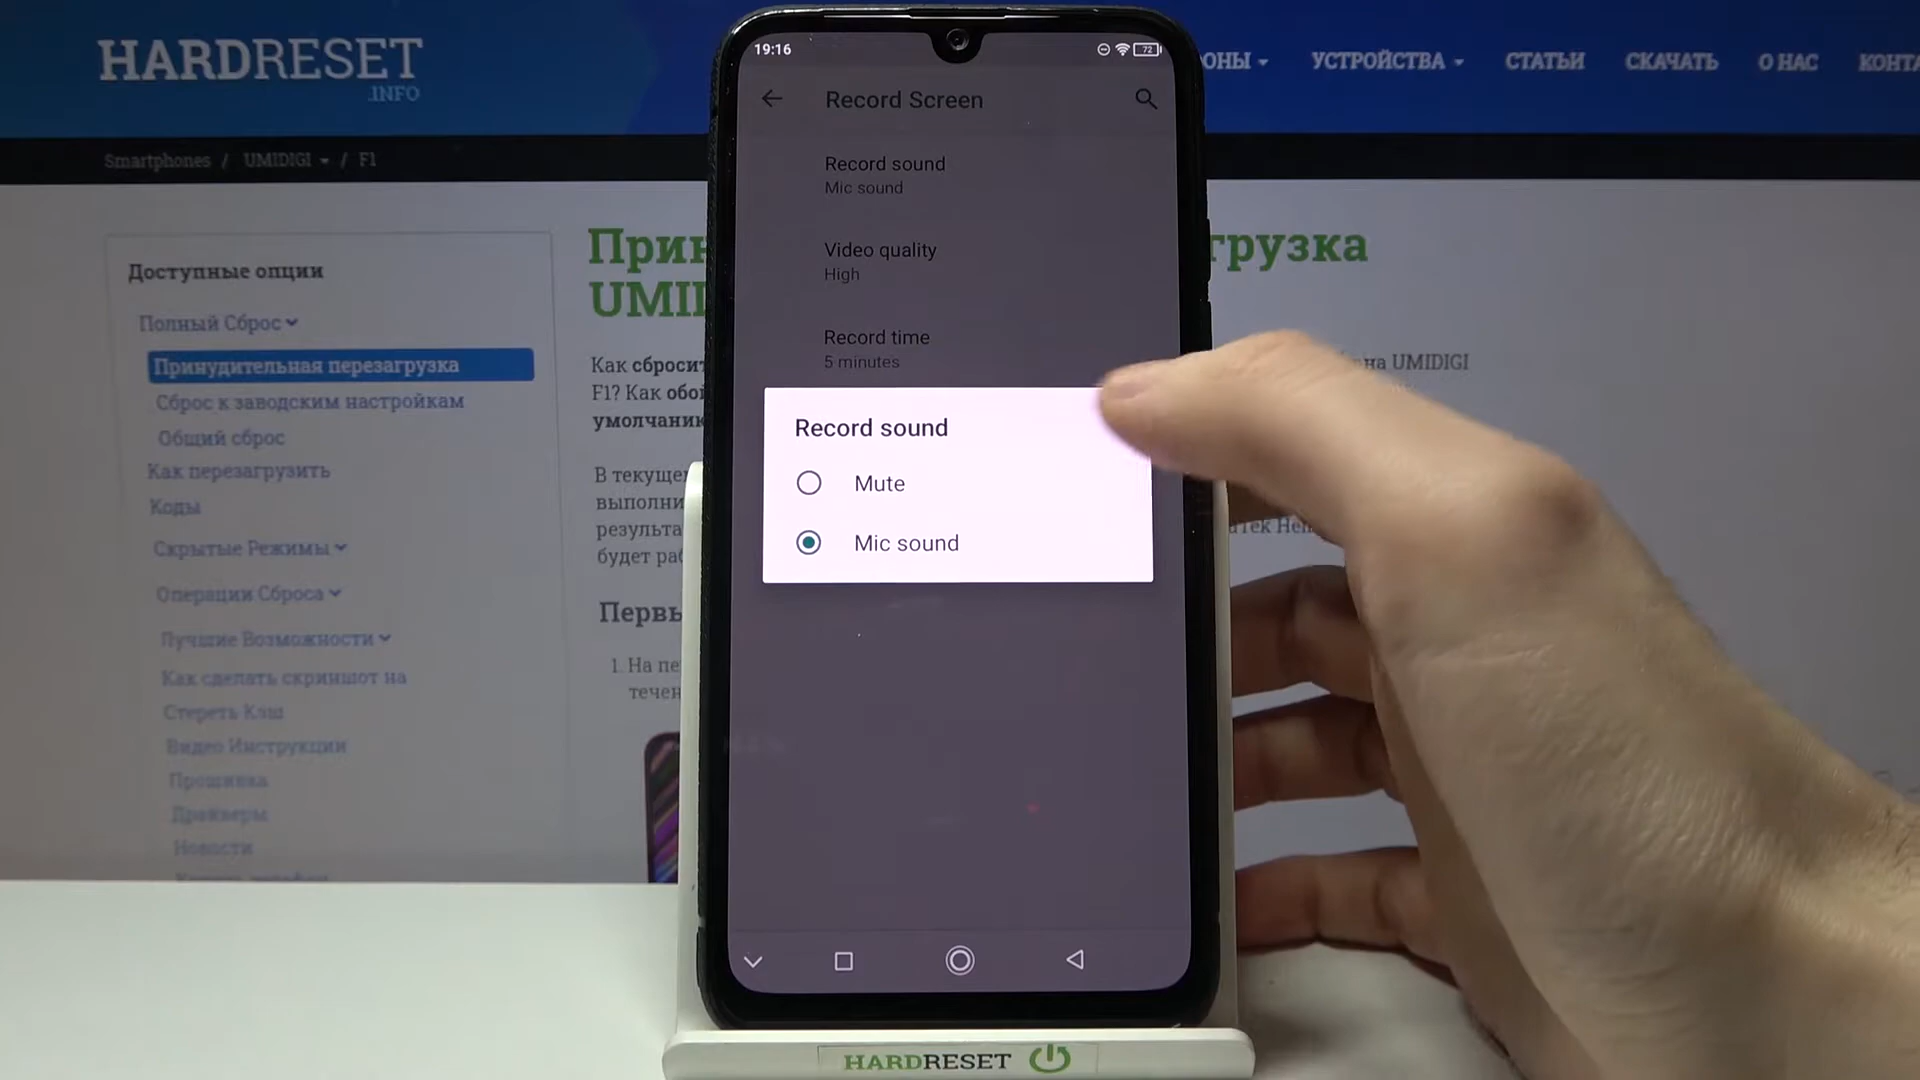 HARDRESET
.INFO
ОНЫ
УСТРОЙСТВА
СТАТЬИ
СКАЧАТЬ
О НАС
КОНТА
Smartphones / UMIDIGI / F1
Доступные опции
Полный Сброс
Принудительная перезагрузка
Сброс к заводским настройкам
Общий сброс
Как перезагрузить
Коды
Скрытые Режимы
Операции Сброса
Лучшие Возможности
Как сделать скриншот на
Стереть Кэш
Видео Инструкции
Прошивка
Драйверы
Новости
грузка
UMI
Как сбросит
на UMIDIGI
F1? Как обо
умолчани
В текуще
выполни
результа
будет ра
Первы
1. На пе
течен
19:16
72
Record Screen
Record sound
Mic sound
Video quality
High
Record time
5 minutes
Record sound
Mute
Mic sound
HARDRESET